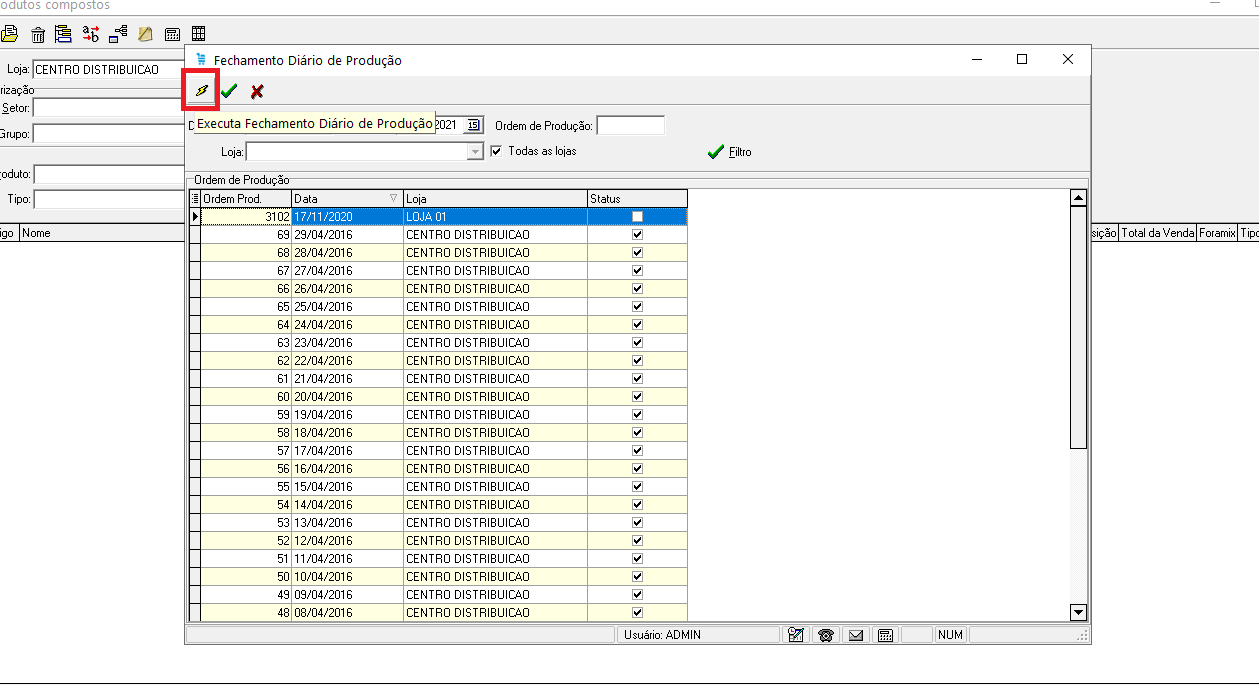 odutos compostos
Loja: CENTRO DISTRIBUICAO
rização
Setor:
Grupo:
oduto:
Tipo:
igo Nome
sição Total da Venda Foramix Tipo
Fechamento Diário de Produção
Executa Fechamento Diário de Produção
D 2021 15 Ordem de Produção:
Loja: Todas as lojas Filtro
Ordem de Produção
Ordem Prod. Data Loja Status
3102 17/11/2020 LOJA 01
69 29/04/2016 CENTRO DISTRIBUICAO
68 28/04/2016 CENTRO DISTRIBUICAO
67 27/04/2016 CENTRO DISTRIBUICAO
66 26/04/2016 CENTRO DISTRIBUICAO
65 25/04/2016 CENTRO DISTRIBUICAO
64 24/04/2016 CENTRO DISTRIBUICAO
63 23/04/2016 CENTRO DISTRIBUICAO
62 22/04/2016 CENTRO DISTRIBUICAO
61 21/04/2016 CENTRO DISTRIBUICAO
60 20/04/2016 CENTRO DISTRIBUICAO
59 19/04/2016 CENTRO DISTRIBUICAO
58 18/04/2016 CENTRO DISTRIBUICAO
57 17/04/2016 CENTRO DISTRIBUICAO
56 16/04/2016 CENTRO DISTRIBUICAO
55 15/04/2016 CENTRO DISTRIBUICAO
54 14/04/2016 CENTRO DISTRIBUICAO
53 13/04/2016 CENTRO DISTRIBUICAO
52 12/04/2016 CENTRO DISTRIBUICAO
51 11/04/2016 CENTRO DISTRIBUICAO
50 10/04/2016 CENTRO DISTRIBUICAO
49 09/04/2016 CENTRO DISTRIBUICAO
48 08/04/2016 CENTRO DISTRIBUICAO
Usuário: ADMIN NUM